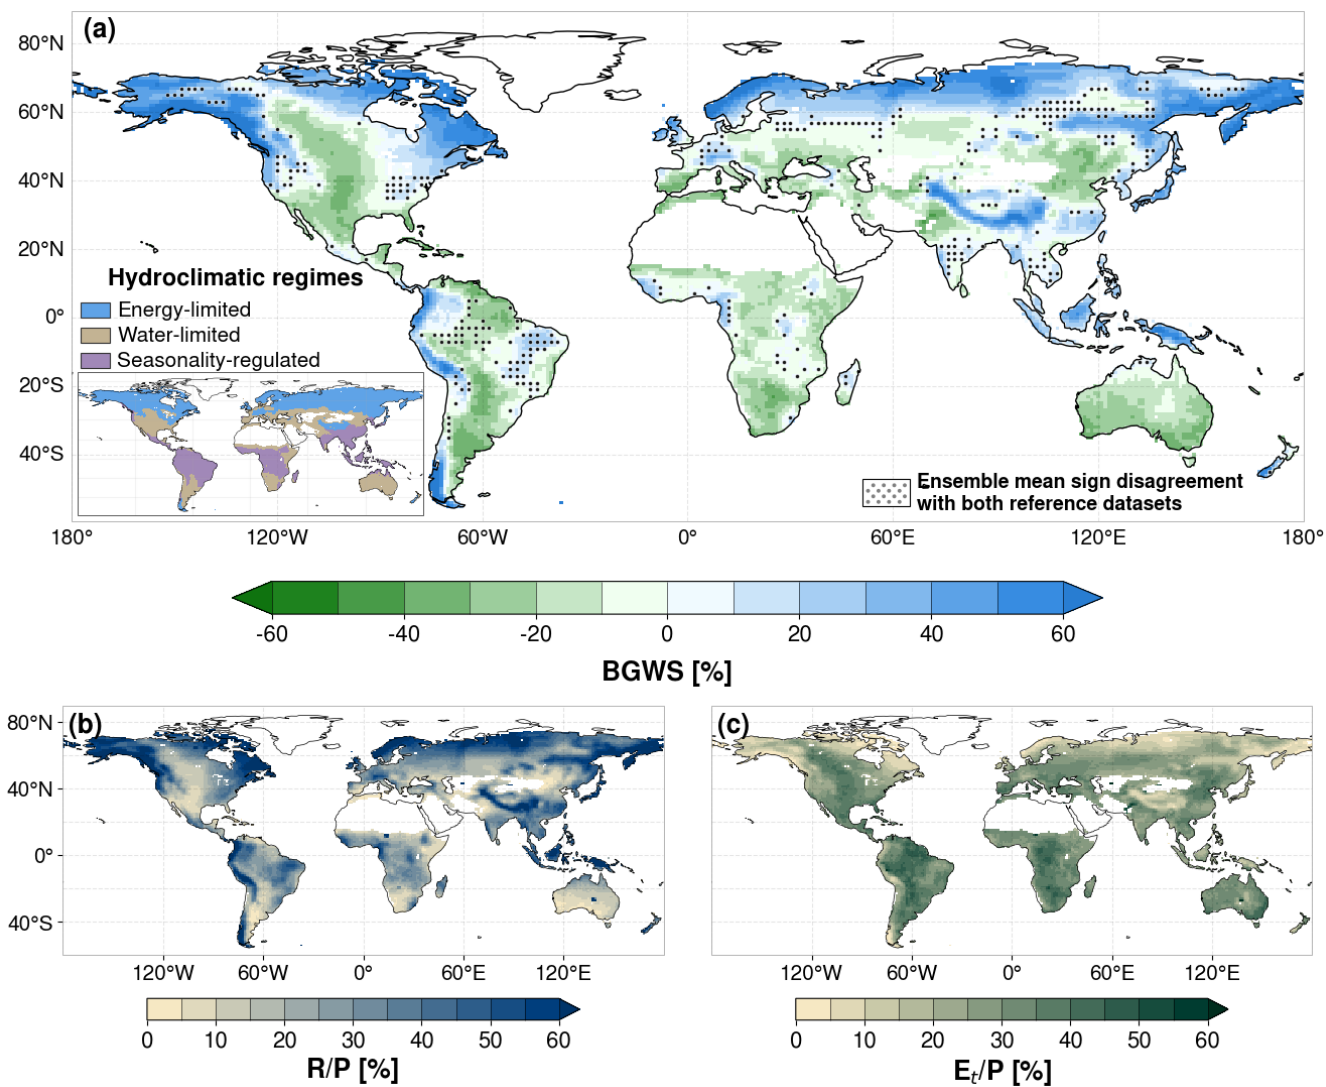 (a)
80°N
60°N
40°N
20°N
0°
20°S
40°S
Hydroclimatic regimes
Energy-limited
Water-limited
Seasonality-regulated
Ensemble mean sign disagreement
with both reference datasets
180° 120°W 60°W 0° 60°E 120°E 180°
-60 -40 -20 0 20 40 60
BGWS [%]
(b)
80°N
40°N
0°
40°S
120°W 60°W 0° 60°E 120°E
0 10 20 30 40 50 60
R/P [%]
(c)
120°W 60°W 0° 60°E 120°E
0 10 20 30 40 50 60
Eₜ/P [%]